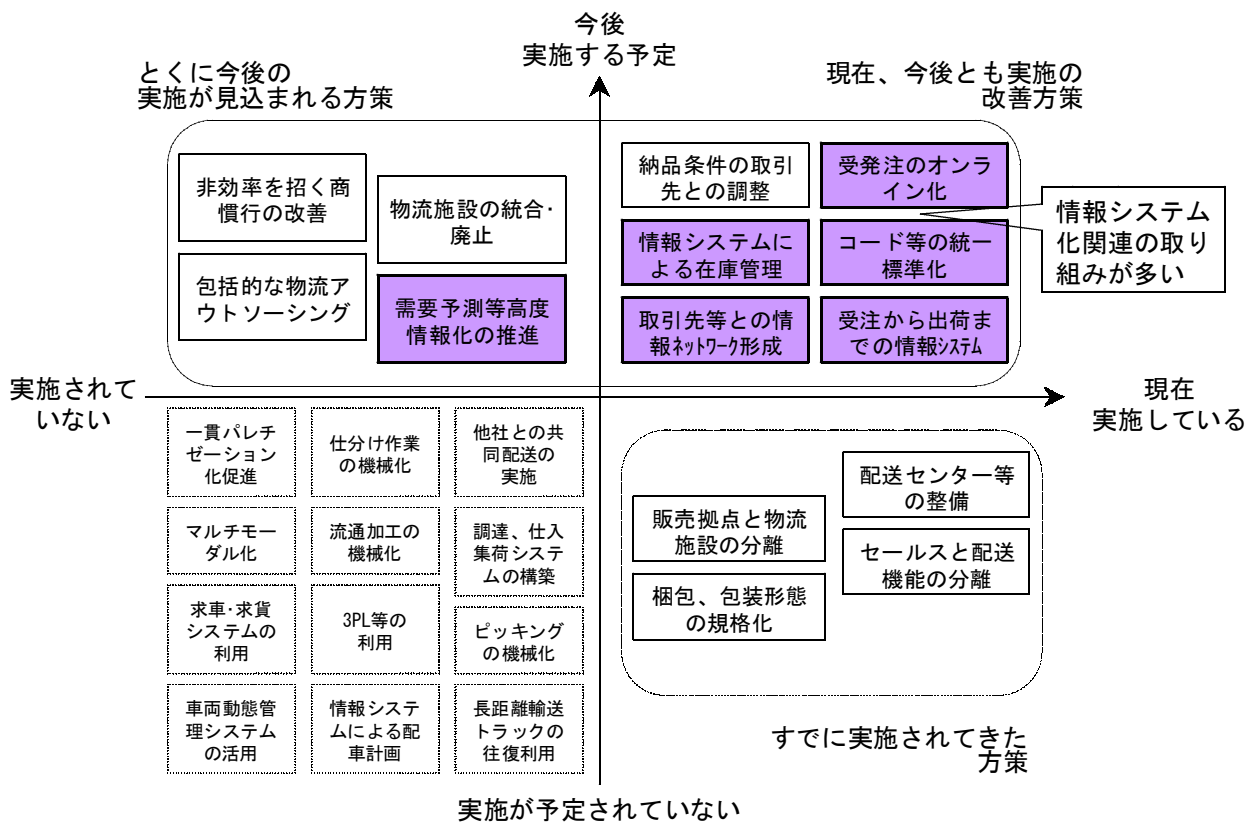 今後
実施する予定
とくに今後の
実施が見込まれる方策
現在、今後とも実施の
改善方策
非効率を招く商
慣行の改善
物流施設の統合･
廃止
包括的な物流ア
ウトソーシング
需要予測等高度
情報化の推進
納品条件の取引
先との調整
受発注のオンラ
イン化
情報システムに
よる在庫管理
コード等の統一
標準化
取引先等との情
報ﾈｯﾄﾜｰｸ形成
受注から出荷ま
での情報ｼｽﾃﾑ
情報システム
化関連の取り
組みが多い
実施されて
いない
現在
実施している
一貫パレチ
ゼーション
化促進
仕分け作業
の機械化
他社との共
同配送の
実施
マルチモー
ダル化
流通加工の
機械化
調達、仕入
集荷システ
ムの構築
求車･求貨
システムの
利用
3PL等の
利用
ピッキング
の機械化
車両動態管
理システム
の活用
情報システ
ムによる配
車計画
長距離輸送
トラックの
往復利用
配送センター等
の整備
販売拠点と物流
施設の分離
セールスと配送
機能の分離
梱包、包装形態
の規格化
すでに実施されてきた
方策
実施が予定されていない